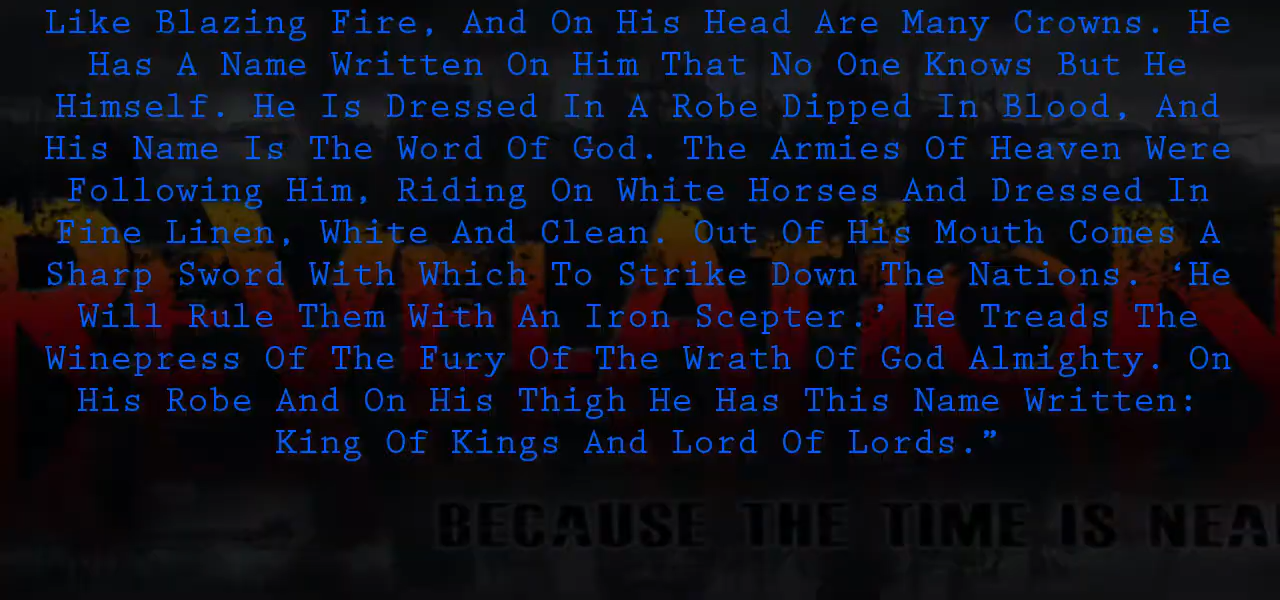 Like Blazing Fire, And On His Head Are Many Crowns. He
Has A Name Written On Him That No One Knows But He
Himself. He Is Dressed In A Robe Dipped In Blood, And
His Name Is The Word Of God. The Armies Of Heaven Were
Following Him, Riding On White Horses And Dressed In
Fine Linen, White And Clean. Out Of His Mouth Comes A
Sharp Sword With Which To Strike Down The Nations. ‘He
Will Rule Them With An Iron Scepter.’ He Treads The
Winepress Of The Fury Of The Wrath Of God Almighty. On
His Robe And On His Thigh He Has This Name Written:
King Of Kings And Lord Of Lords.”
REVELATION
BECAUSE THE TIME IS NEA